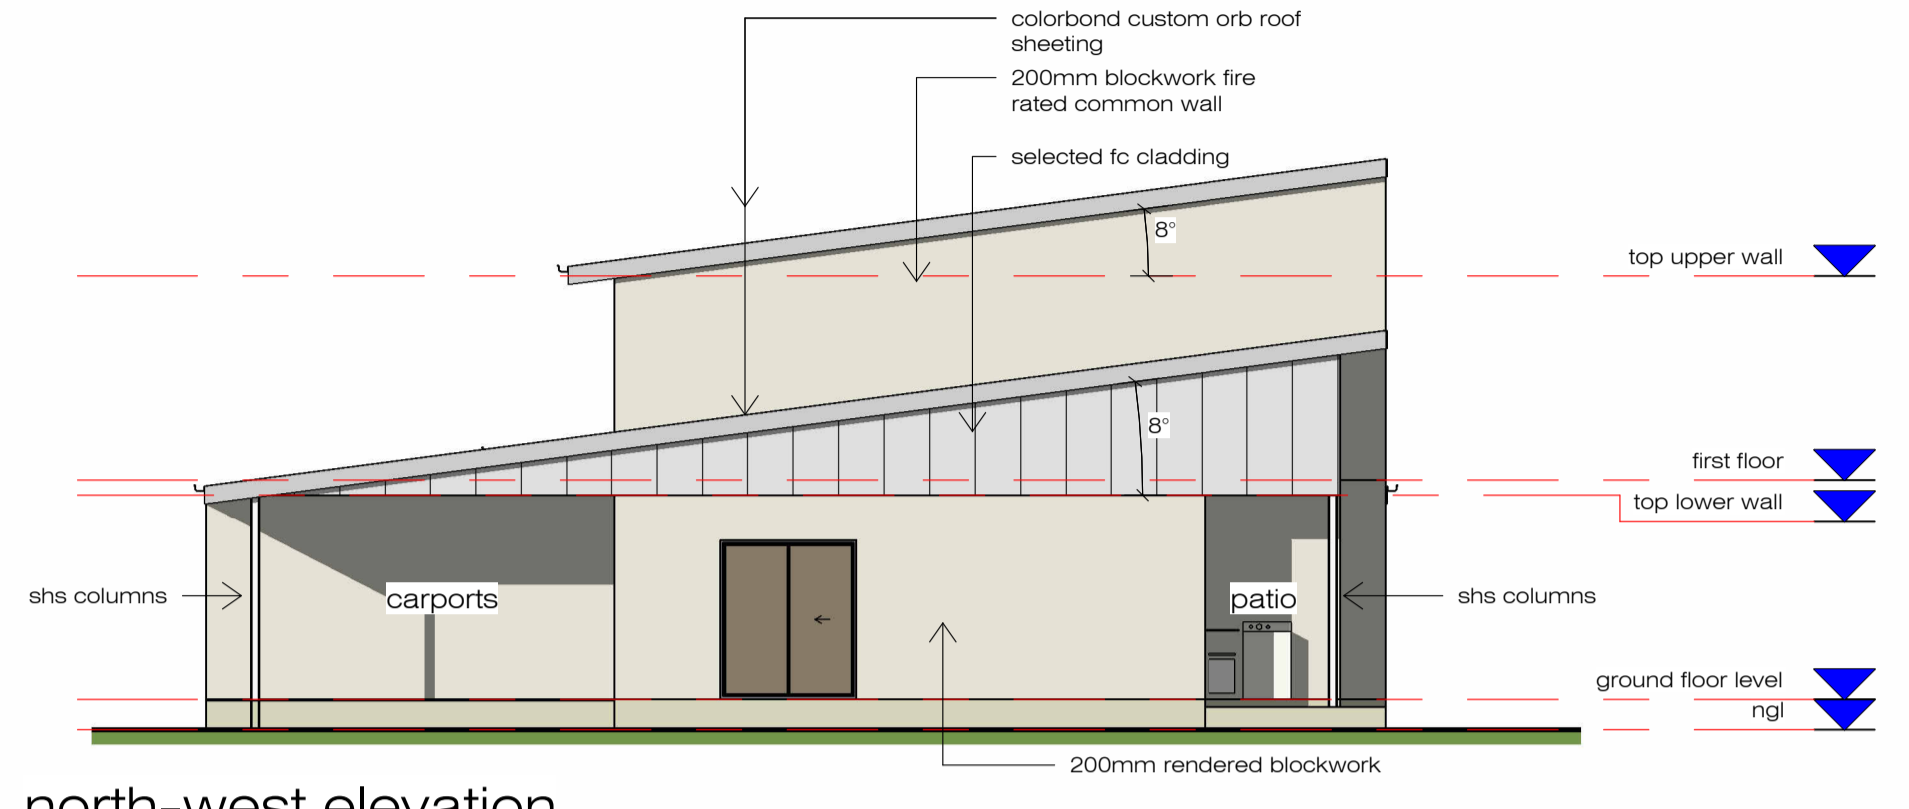 colorbond custom orb roof
sheeting
200mm blockwork fire
rated common wall
selected fc cladding
8°
top upper wall
8°
first floor
top lower wall
shs columns
carports
patio
shs columns
ground floor level
ngl
200mm rendered blockwork
north-west elevation